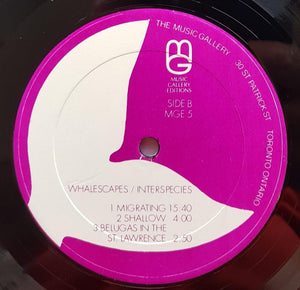 THE MUSIC GALLERY 30 ST. PATRICK ST. TORONTO ONTARIO
MG
MUSIC
GALLERY
EDITIONS
SIDE B
MGE 5
WHALESCAPES / INTERSPECIES
1 MIGRATING 15:40
2 SHALLOW 4:00
3 BELUGAS IN THE
ST. LAWRENCE 2:50